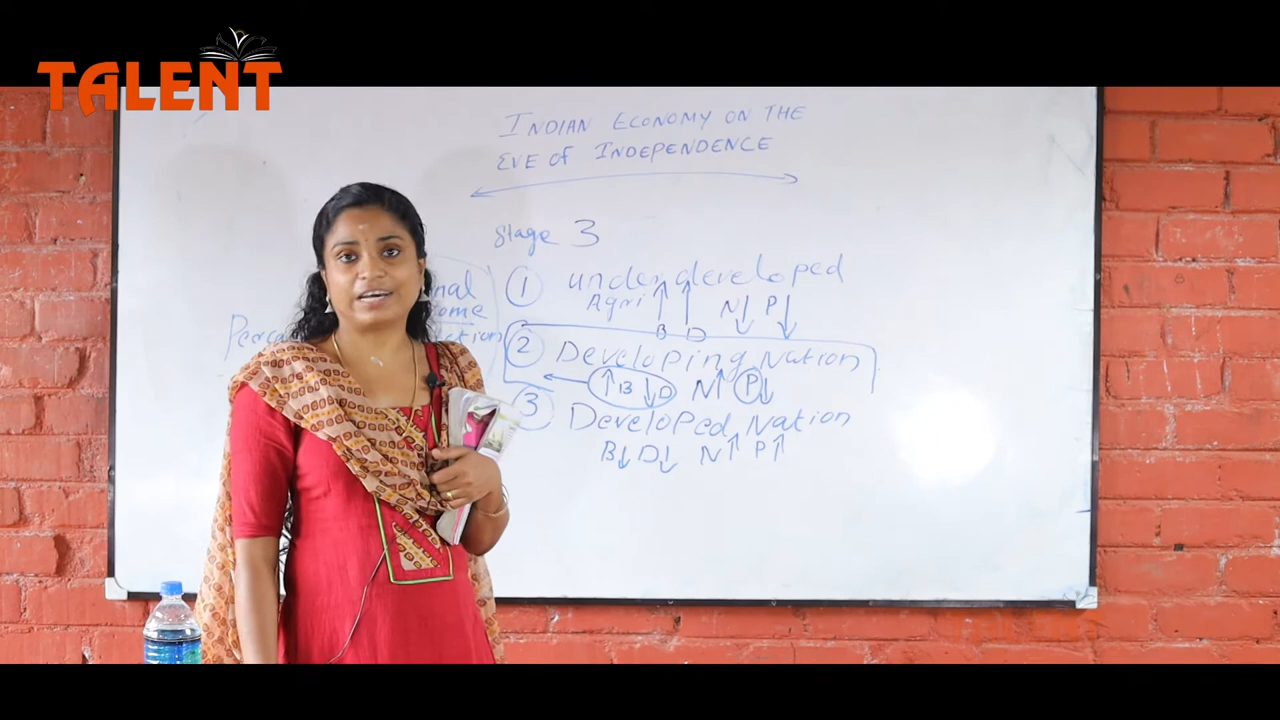 TALENT
INDIAN ECONOMY ON THE
EVE OF INDEPENDENCE
Stage 3
① underdeveloped
Agri ↑ ↑ N↓ P↓
B D
② Developing Nation
↑B ↓D N↑ P↓
③ Developed Nation
B↓ D↓ N↑ P↑